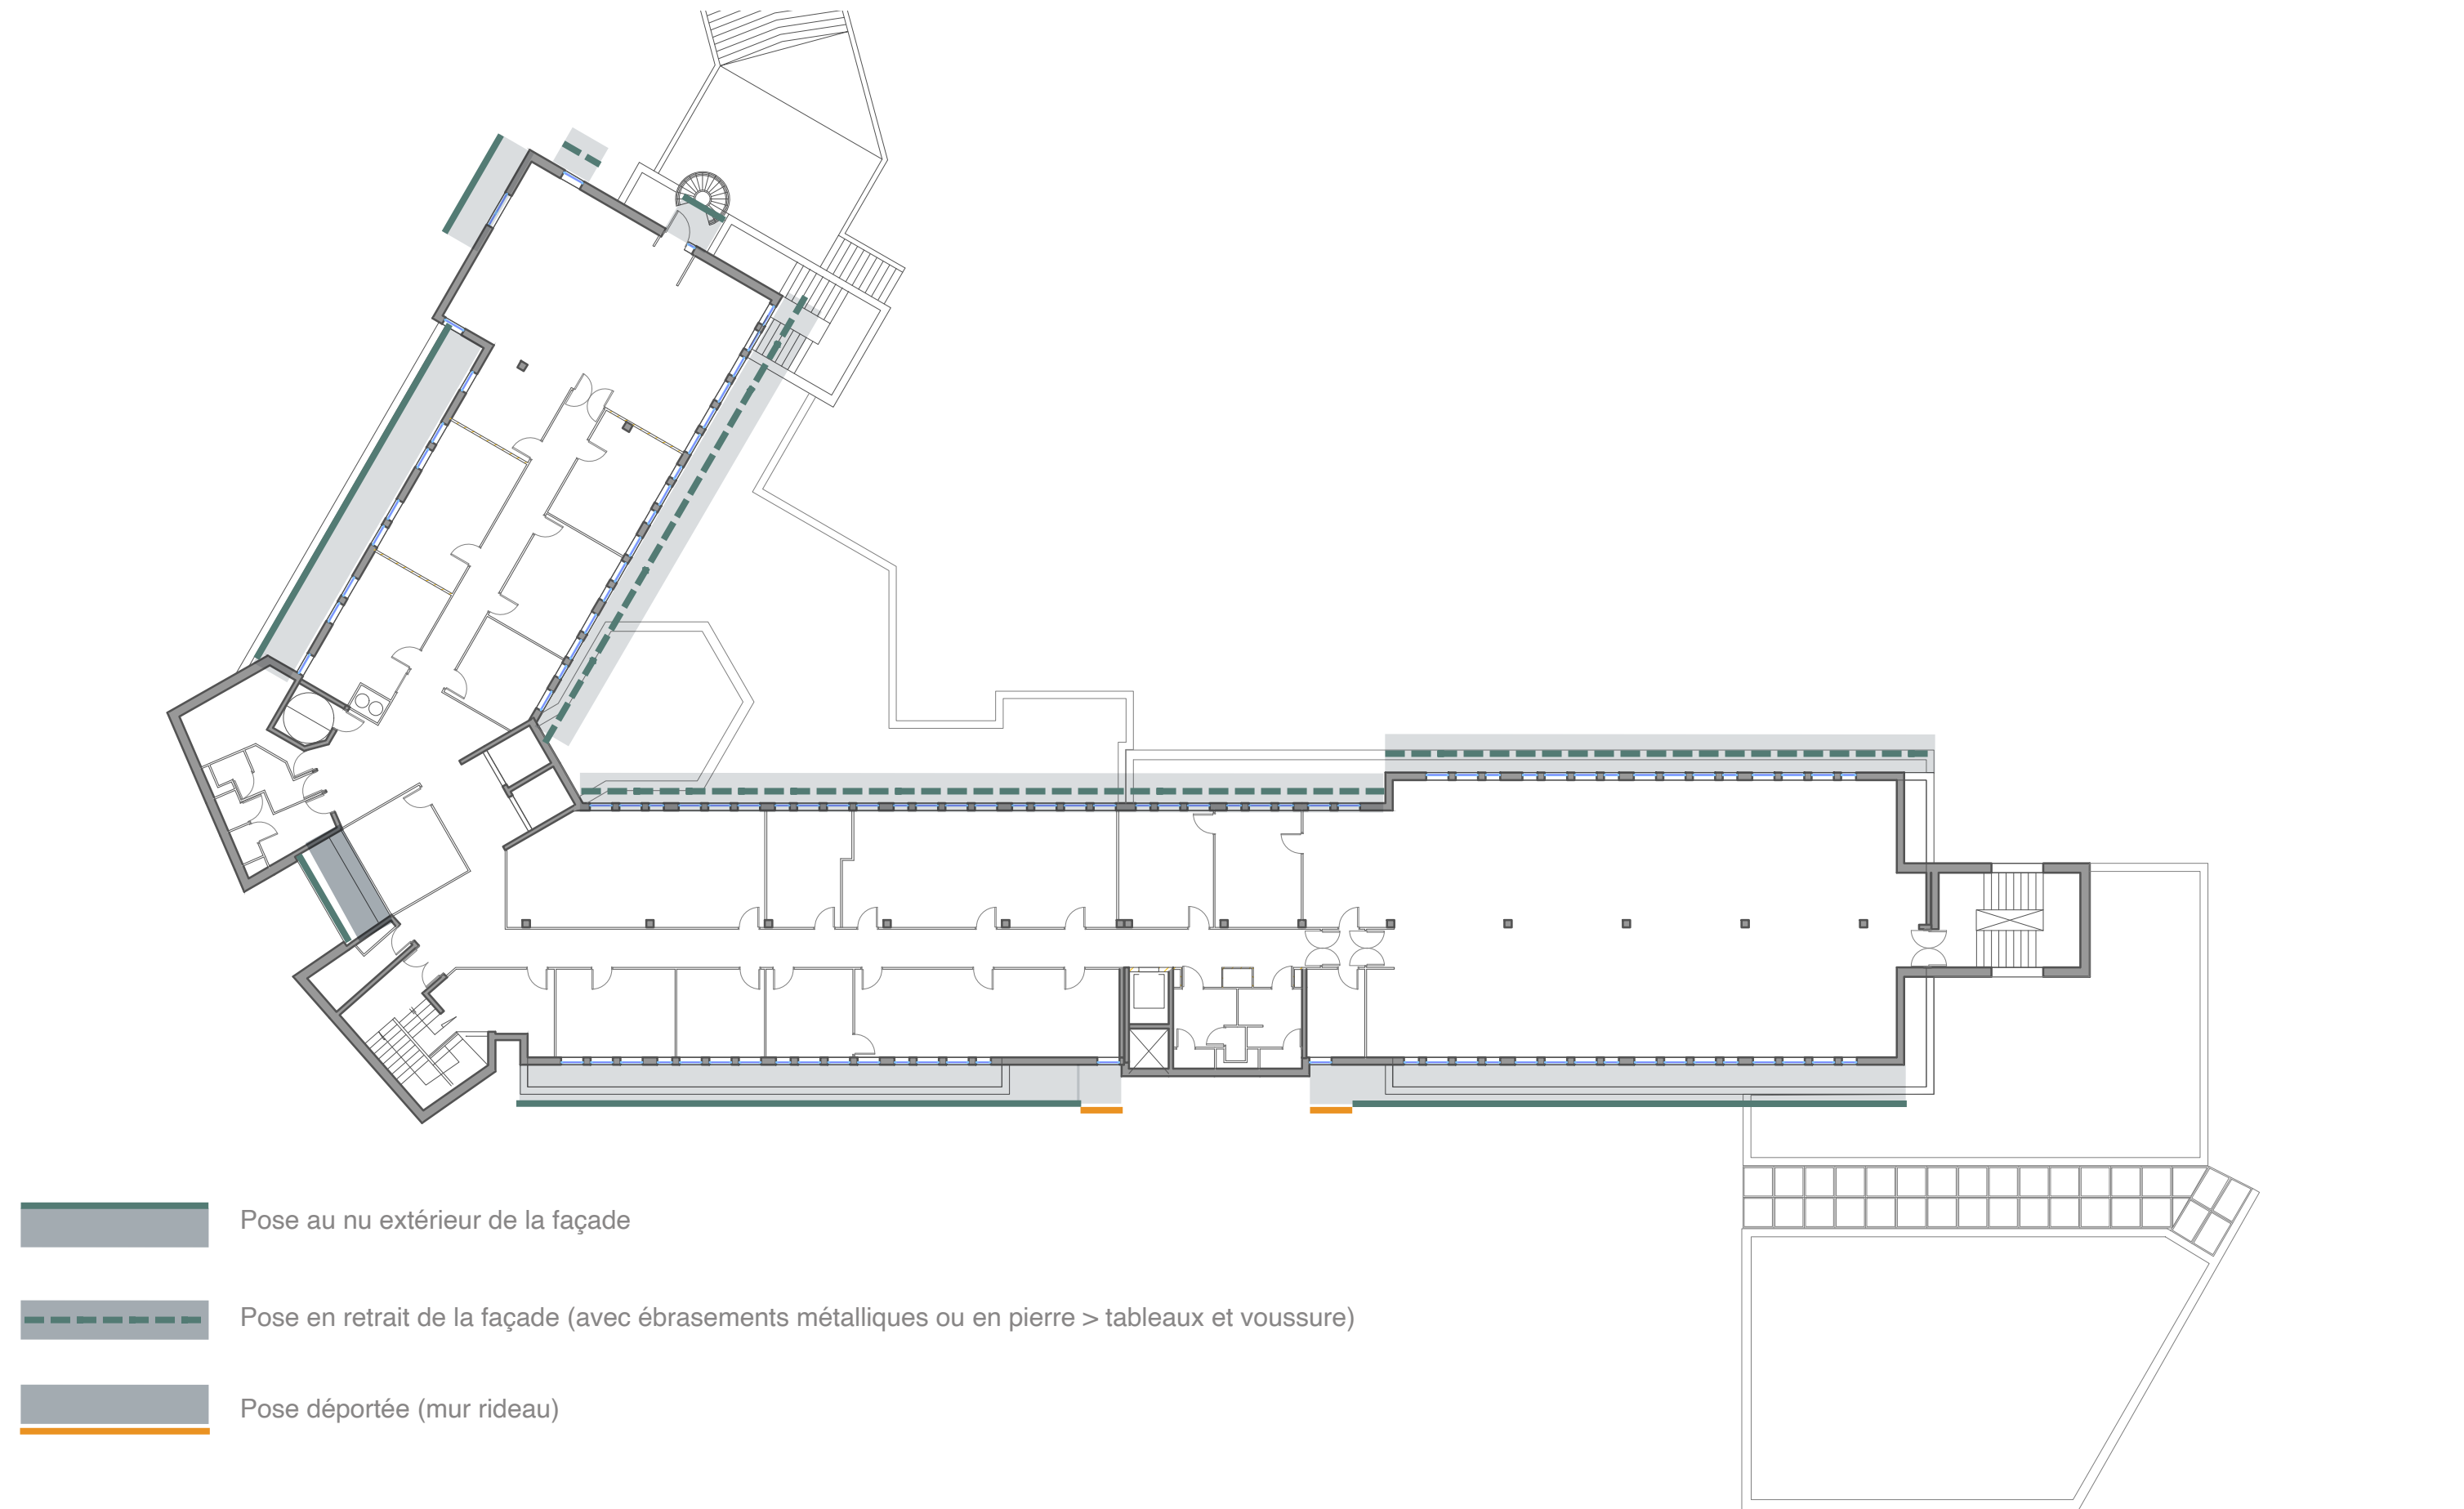 Pose au nu extérieur de la façade
Pose en retrait de la façade (avec ébrasements métalliques ou en pierre > tableaux et voussure)
Pose déportée (mur rideau)